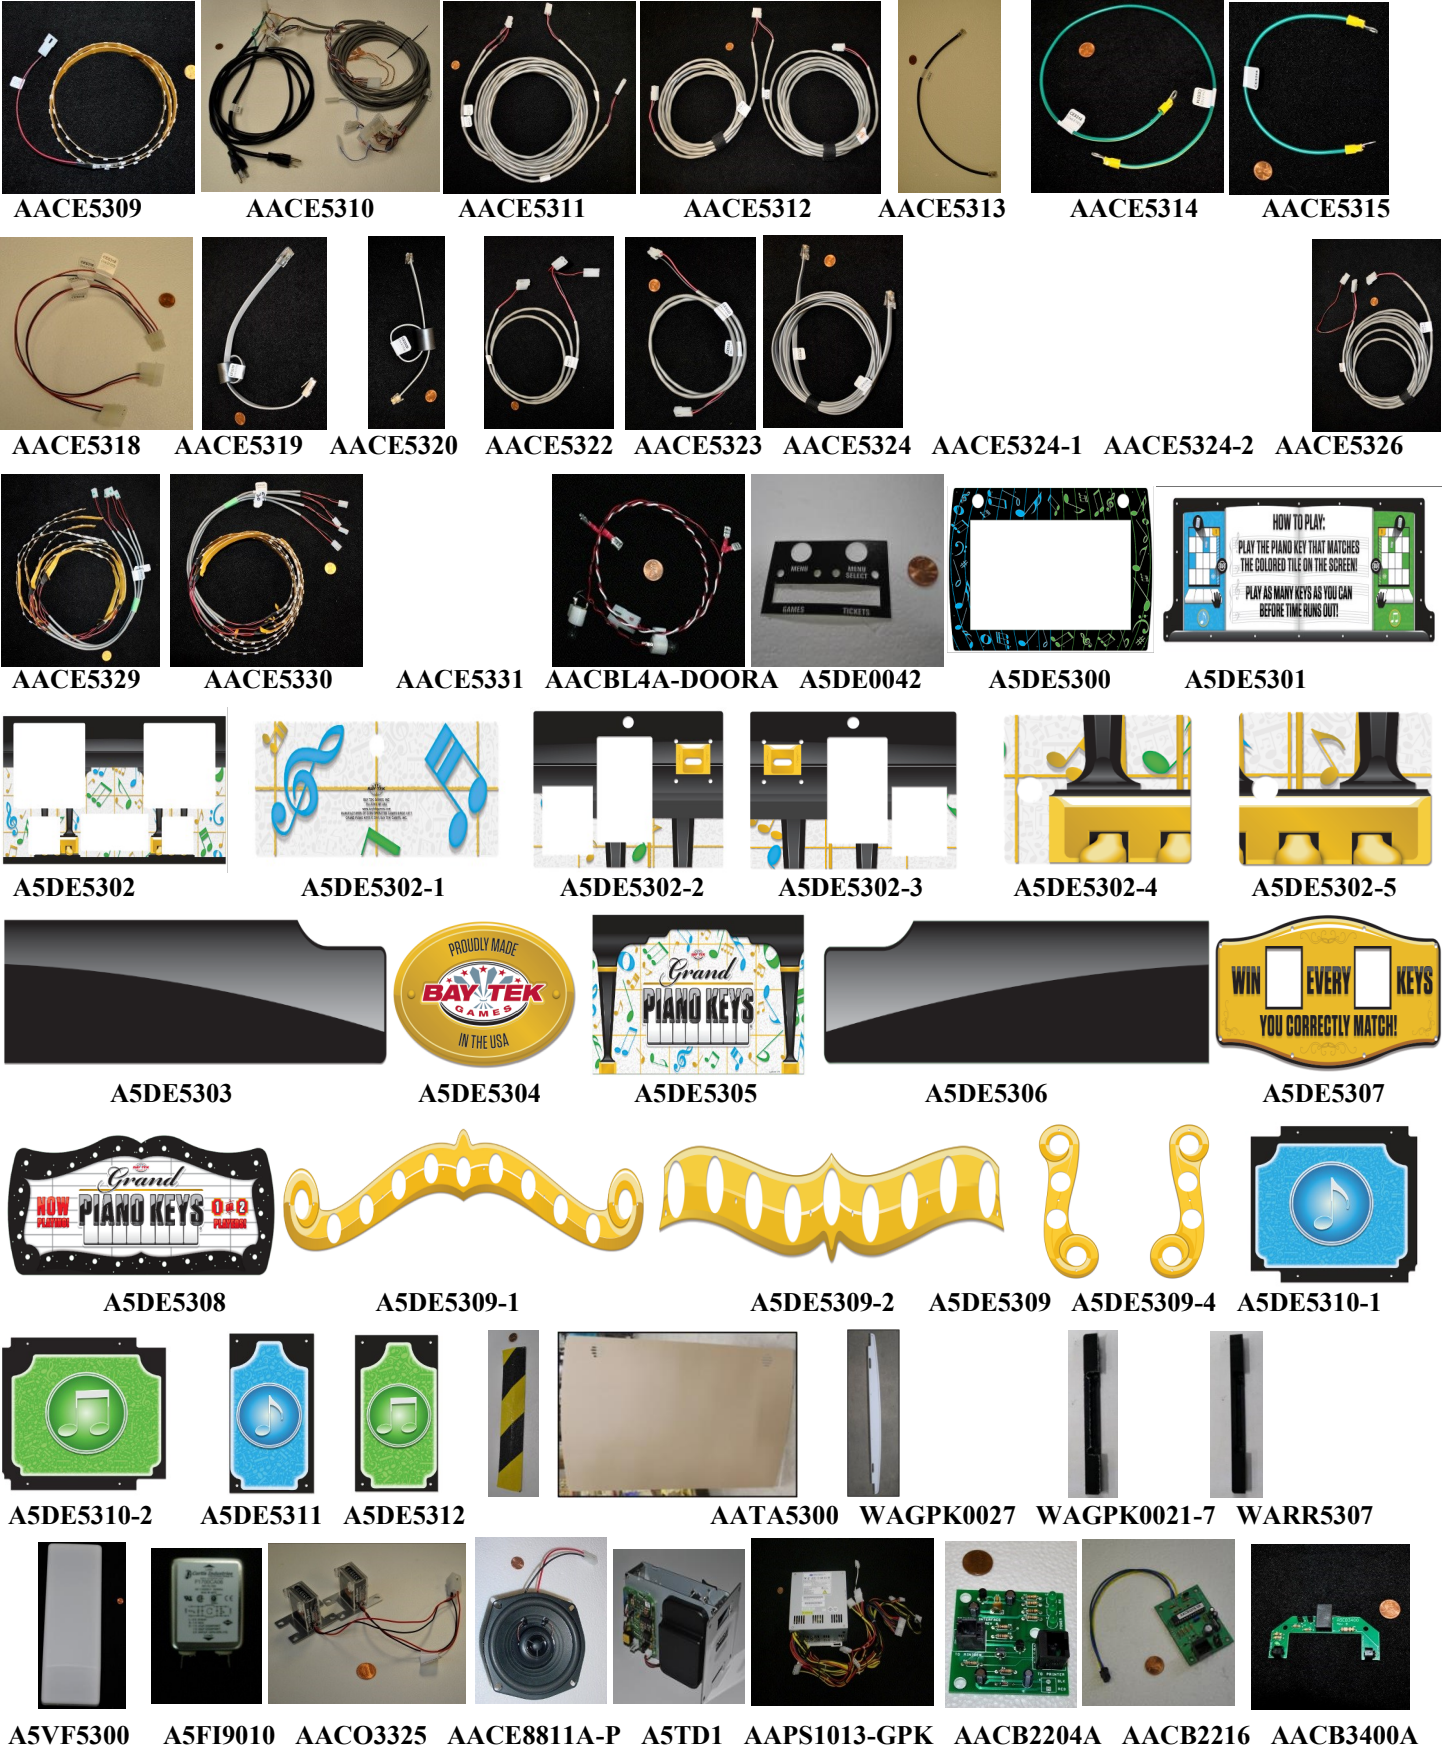 AACE5309 AACE5310 AACE5311 AACE5312 AACE5313 AACE5314 AACE5315
AACE5318 AACE5319 AACE5320 AACE5322 AACE5323 AACE5324 AACE5324-1 AACE5324-2 AACE5326
MENU MENU SELECT
GAMES TICKETS
HOW TO PLAY:
PLAY THE PIANO KEY THAT MATCHES
THE COLORED TILE ON THE SCREEN!
PLAY AS MANY KEYS AS YOU CAN
BEFORE TIME RUNS OUT!
AACE5329 AACE5330 AACE5331 AACBL4A-DOORA A5DE0042 A5DE5300 A5DE5301
A5DE5302 A5DE5302-1 A5DE5302-2 A5DE5302-3 A5DE5302-4 A5DE5302-5
PROUDLY MADE
BAY TEK
GAMES
IN THE USA
Grand
PIANO KEYS
WIN EVERY KEYS
YOU CORRECTLY MATCH!
A5DE5303 A5DE5304 A5DE5305 A5DE5306 A5DE5307
Grand
NOW PLAYING!
PIANO KEYS
1 or 2 PLAYERS!
A5DE5308 A5DE5309-1 A5DE5309-2 A5DE5309 A5DE5309-4 A5DE5310-1
A5DE5310-2 A5DE5311 A5DE5312 AATA5300 WAGPK0027 WAGPK0021-7 WARR5307
A5VF5300 A5FI9010 AACO3325 AACE8811A-P A5TD1 AAPS1013-GPK AACB2204A AACB2216 AACB3400A